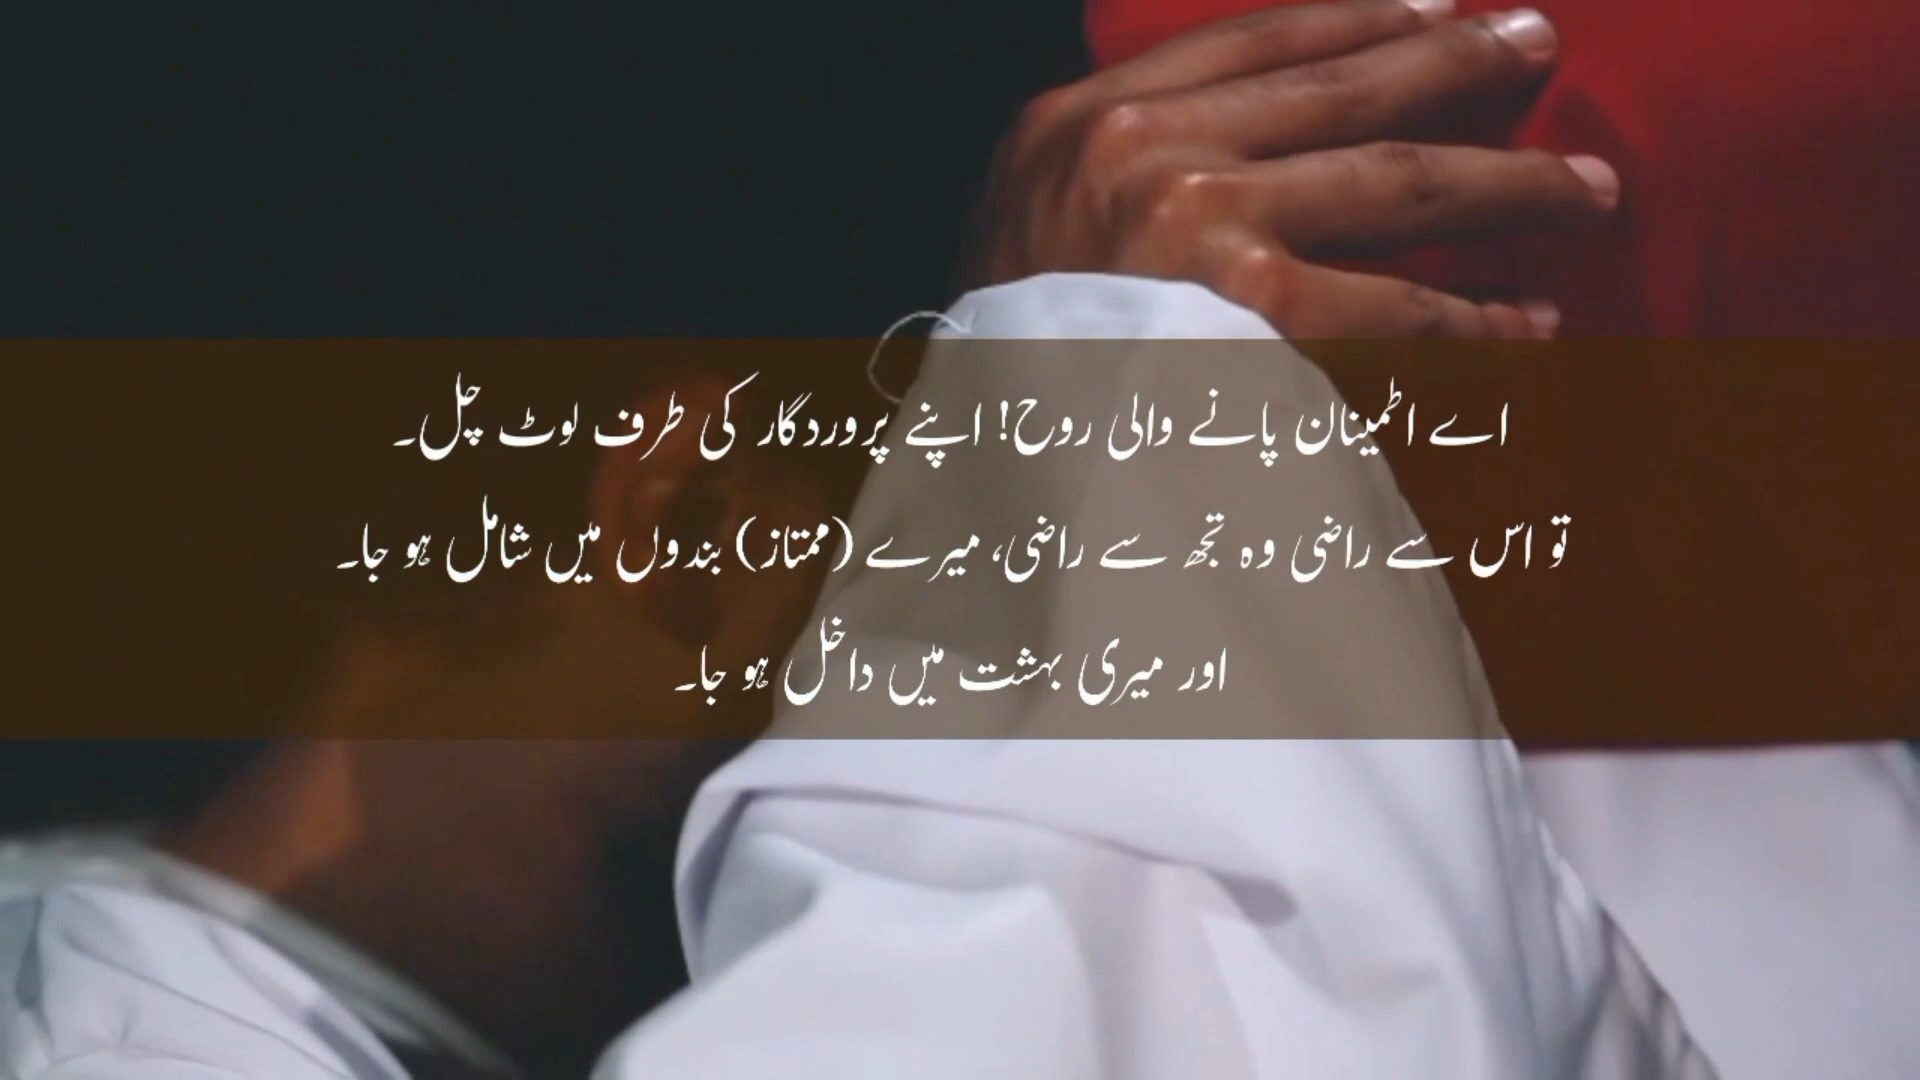 اے اطمینان پانے والی روح! اپنے پروردگار کی طرف لوٹ چل۔
تو اس سے راضی وہ تجھ سے راضی، میرے (ممتاز) بندوں میں شامل ہو جا۔
اور میری بہشت میں داخل ہو جا۔